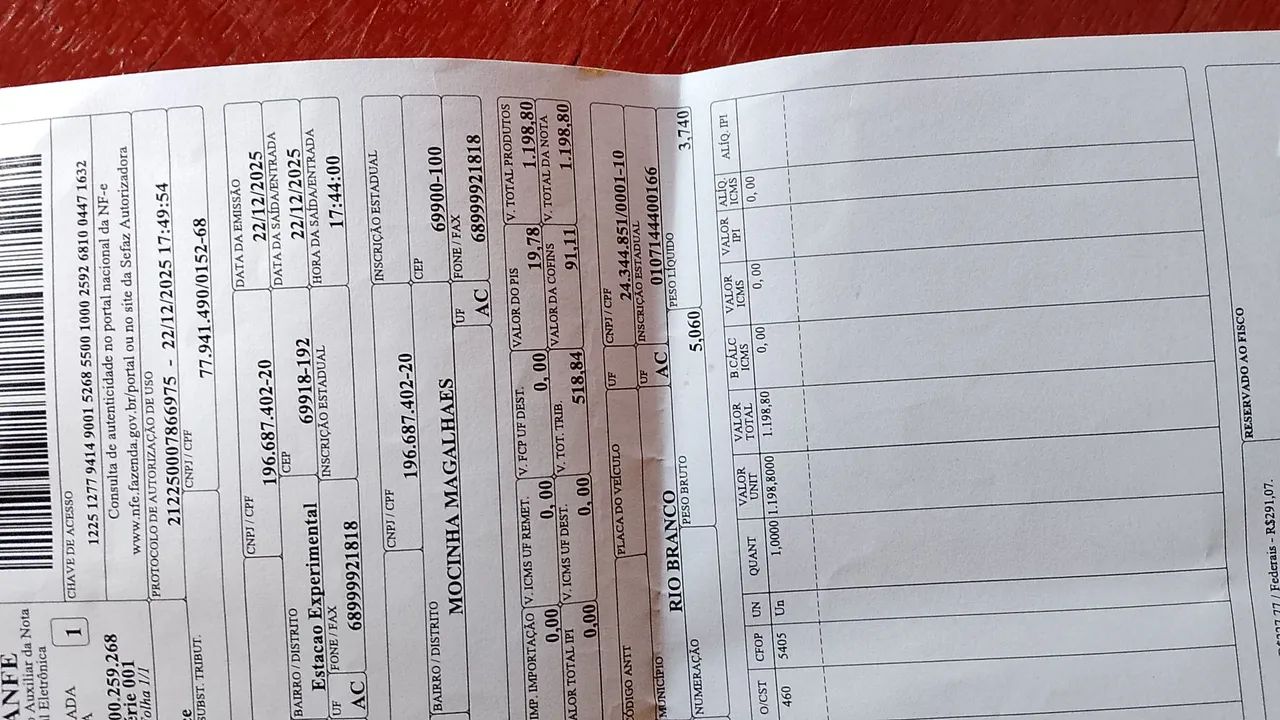 ANFE
Auxiliar da Nota
Eletrônica
ADA
1
00.259.268
érie 001
Folha 1/1
CHAVE DE ACESSO
1225 1277 9414 9001 5268 5500 1000 2592 6810 0447 1632
Consulta de autenticidade no portal nacional da NF-e
www.nfe.fazenda.gov.br/portal ou no site da Sefaz Autorizadora
PROTOCOLO DE AUTORIZAÇÃO DE USO
212250007866975 - 22/12/2025 17:49:54
SUBST. TRIBUT.
CNPJ / CPF
77.941.490/0152-68
CNPJ / CPF
196.687.402-20
DATA DA EMISSÃO
22/12/2025
BAIRRO / DISTRITO
Estacao Experimental
CEP
69918-192
DATA DA SAÍDA/ENTRADA
22/12/2025
UF
AC
FONE / FAX
68999921818
INSCRIÇÃO ESTADUAL
HORA DA SAÍDA/ENTRADA
17:44:00
CNPJ / CPF
196.687.402-20
INSCRIÇÃO ESTADUAL
BAIRRO / DISTRITO
MOCINHA MAGALHAES
CEP
69900-100
UF
AC
FONE / FAX
68999921818
IMP. IMPORTAÇÃO
0,00
V. ICMS UF REMET.
0, 00
V. FCP UF DEST.
0, 00
VALOR DO PIS
19,78
V. TOTAL PRODUTOS
1.198,80
VALOR TOTAL IPI
0,00
V. ICMS UF DEST.
0, 00
V. TOT. TRIB.
518,84
VALOR DA COFINS
91,11
V. TOTAL DA NOTA
1.198,80
CÓDIGO ANTT
PLACA DO VEÍCULO
UF
CNPJ / CPF
24.344.851/0001-10
MUNICÍPIO
RIO BRANCO
UF
AC
INSCRIÇÃO ESTADUAL
0107144400166
NUMERAÇÃO
PESO BRUTO
5,060
PESO LÍQUIDO
3,740
O/CST CFOP UN QUANT VALOR UNIT VALOR TOTAL B.CÁLC ICMS VALOR ICMS VALOR IPI ALÍQ. ICMS ALÍQ. IPI
460 5405 Un 1,0000 1.198,8000 1.198,80 0, 00 0, 00 0, 00
RESERVADO AO FISCO
Federais - R$291,07.